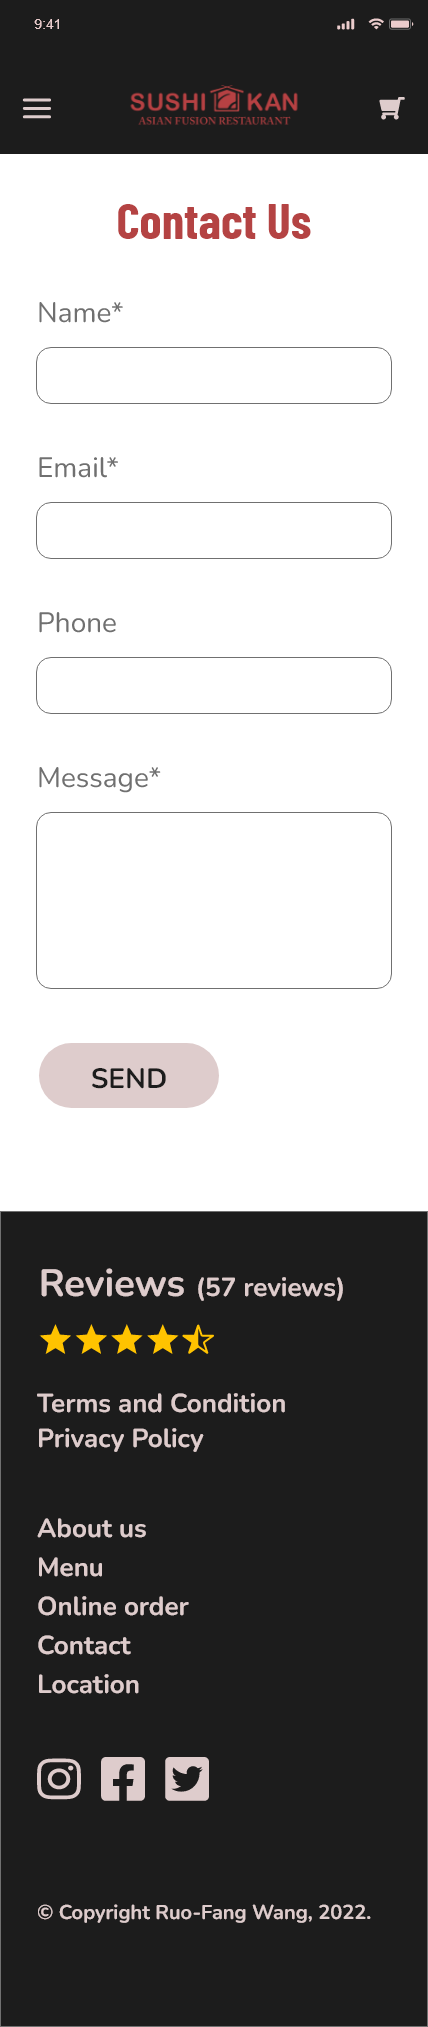 9:41
SUSHI KAN
ASIAN FUSION RESTAURANT
Contact Us
Name*
Email*
Phone
Message*
SEND
Reviews (57 reviews)
Terms and Condition
Privacy Policy
About us
Menu
Online order
Contact
Location
© Copyright Ruo-Fang Wang, 2022.